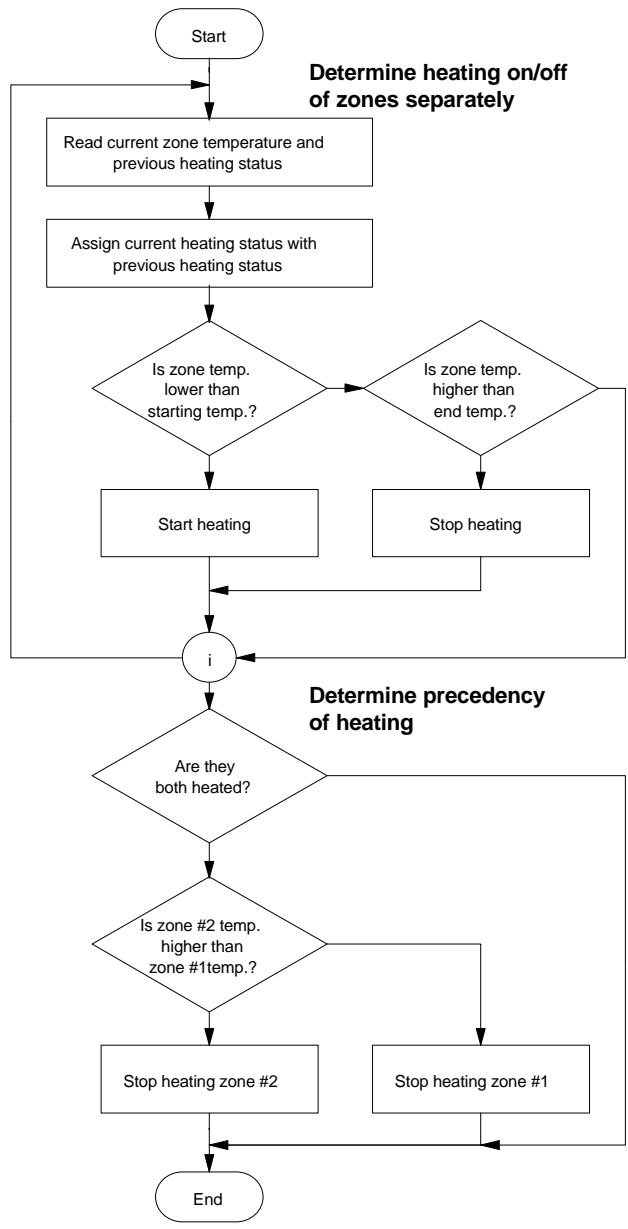 Start
Determine heating on/off
of zones separately
Read current zone temperature and
previous heating status
Assign current heating status with
previous heating status
Is zone temp.
lower than
starting temp.?
Is zone temp.
higher than
end temp.?
Start heating
Stop heating
i
Determine precedency
of heating
Are they
both heated?
Is zone #2 temp.
higher than
zone #1temp.?
Stop heating zone #2
Stop heating zone #1
End